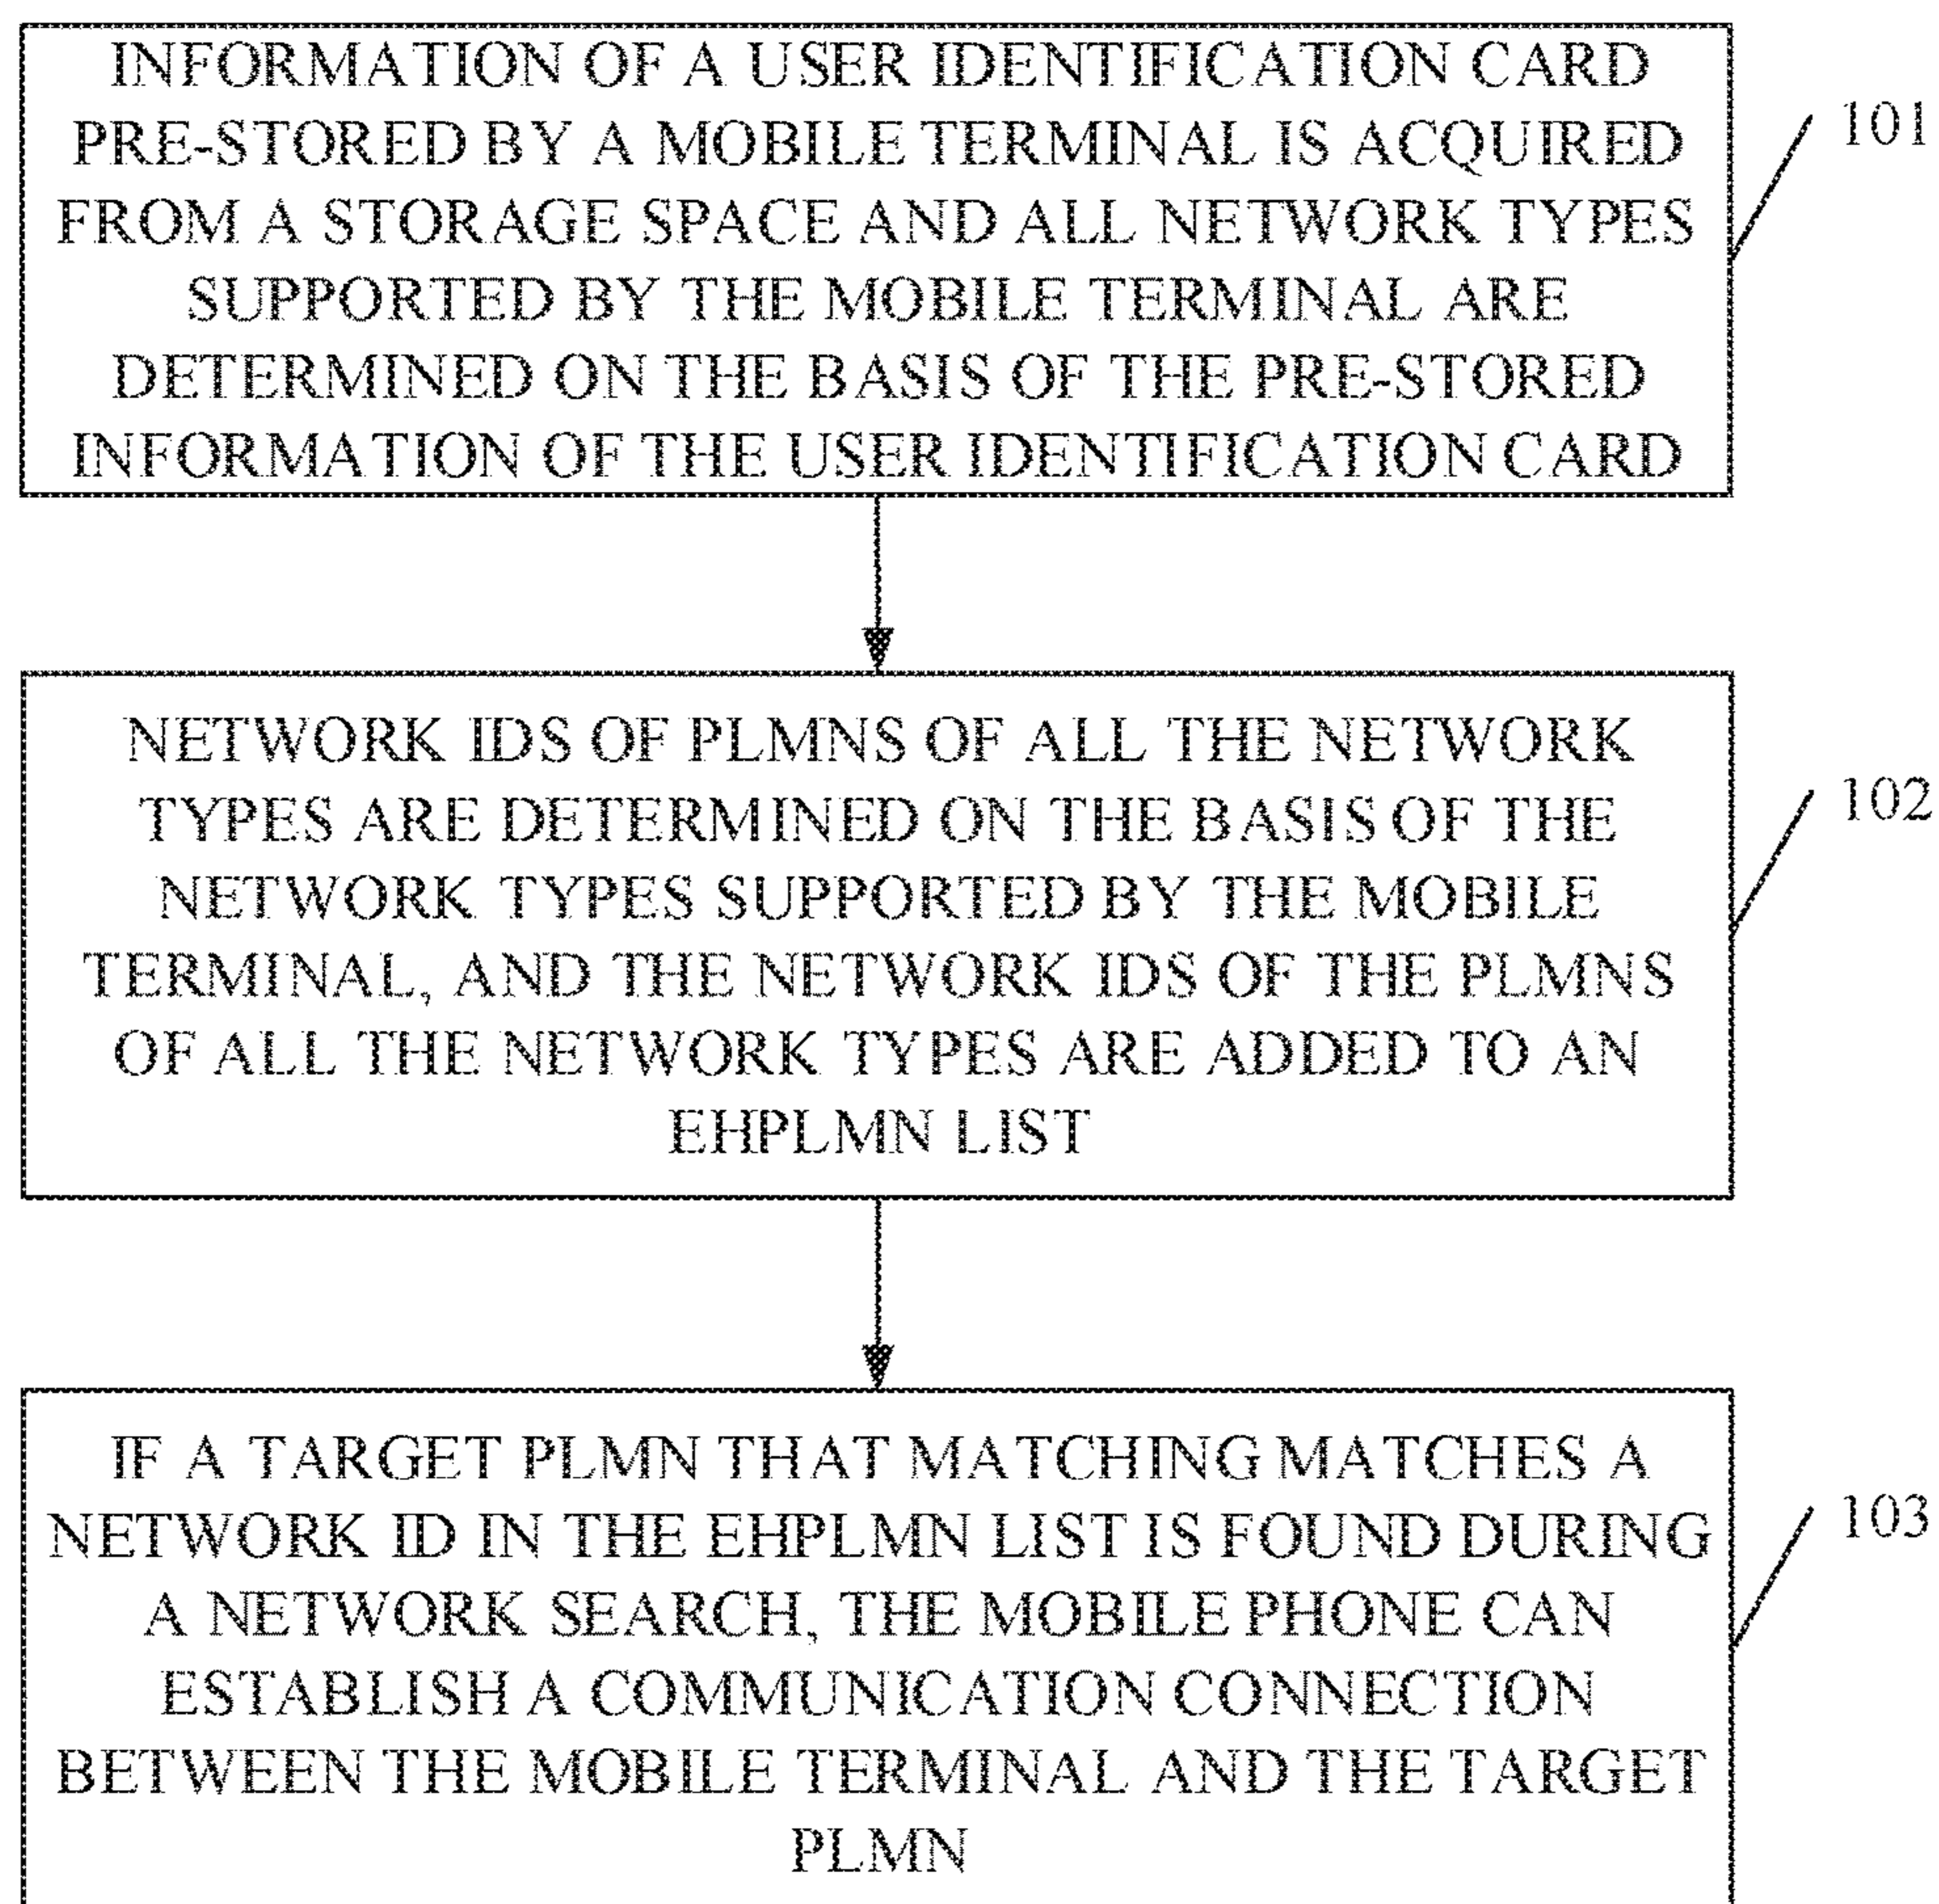 INFORMATION OF A USER IDENTIFICATION CARD
PRE-STORED BY A MOBILE TERMINAL IS ACQUIRED
FROM A STORAGE SPACE AND ALL NETWORK TYPES
SUPPORTED BY THE MOBILE TERMINAL ARE
DETERMINED ON THE BASIS OF THE PRE-STORED
INFORMATION OF THE USER IDENTIFICATION CARD
101
NETWORK IDS OF PLMNS OF ALL THE NETWORK
TYPES ARE DETERMINED ON THE BASIS OF THE
NETWORK TYPES SUPPORTED BY THE MOBILE
TERMINAL, AND THE NETWORK IDS OF THE PLMNS
OF ALL THE NETWORK TYPES ARE ADDED TO AN
EHPLMN LIST
102
IF A TARGET PLMN THAT MATCHING MATCHES A
NETWORK ID IN THE EHPLMN LIST IS FOUND DURING
A NETWORK SEARCH, THE MOBILE PHONE CAN
ESTABLISH A COMMUNICATION CONNECTION
BETWEEN THE MOBILE TERMINAL AND THE TARGET
PLMN
103